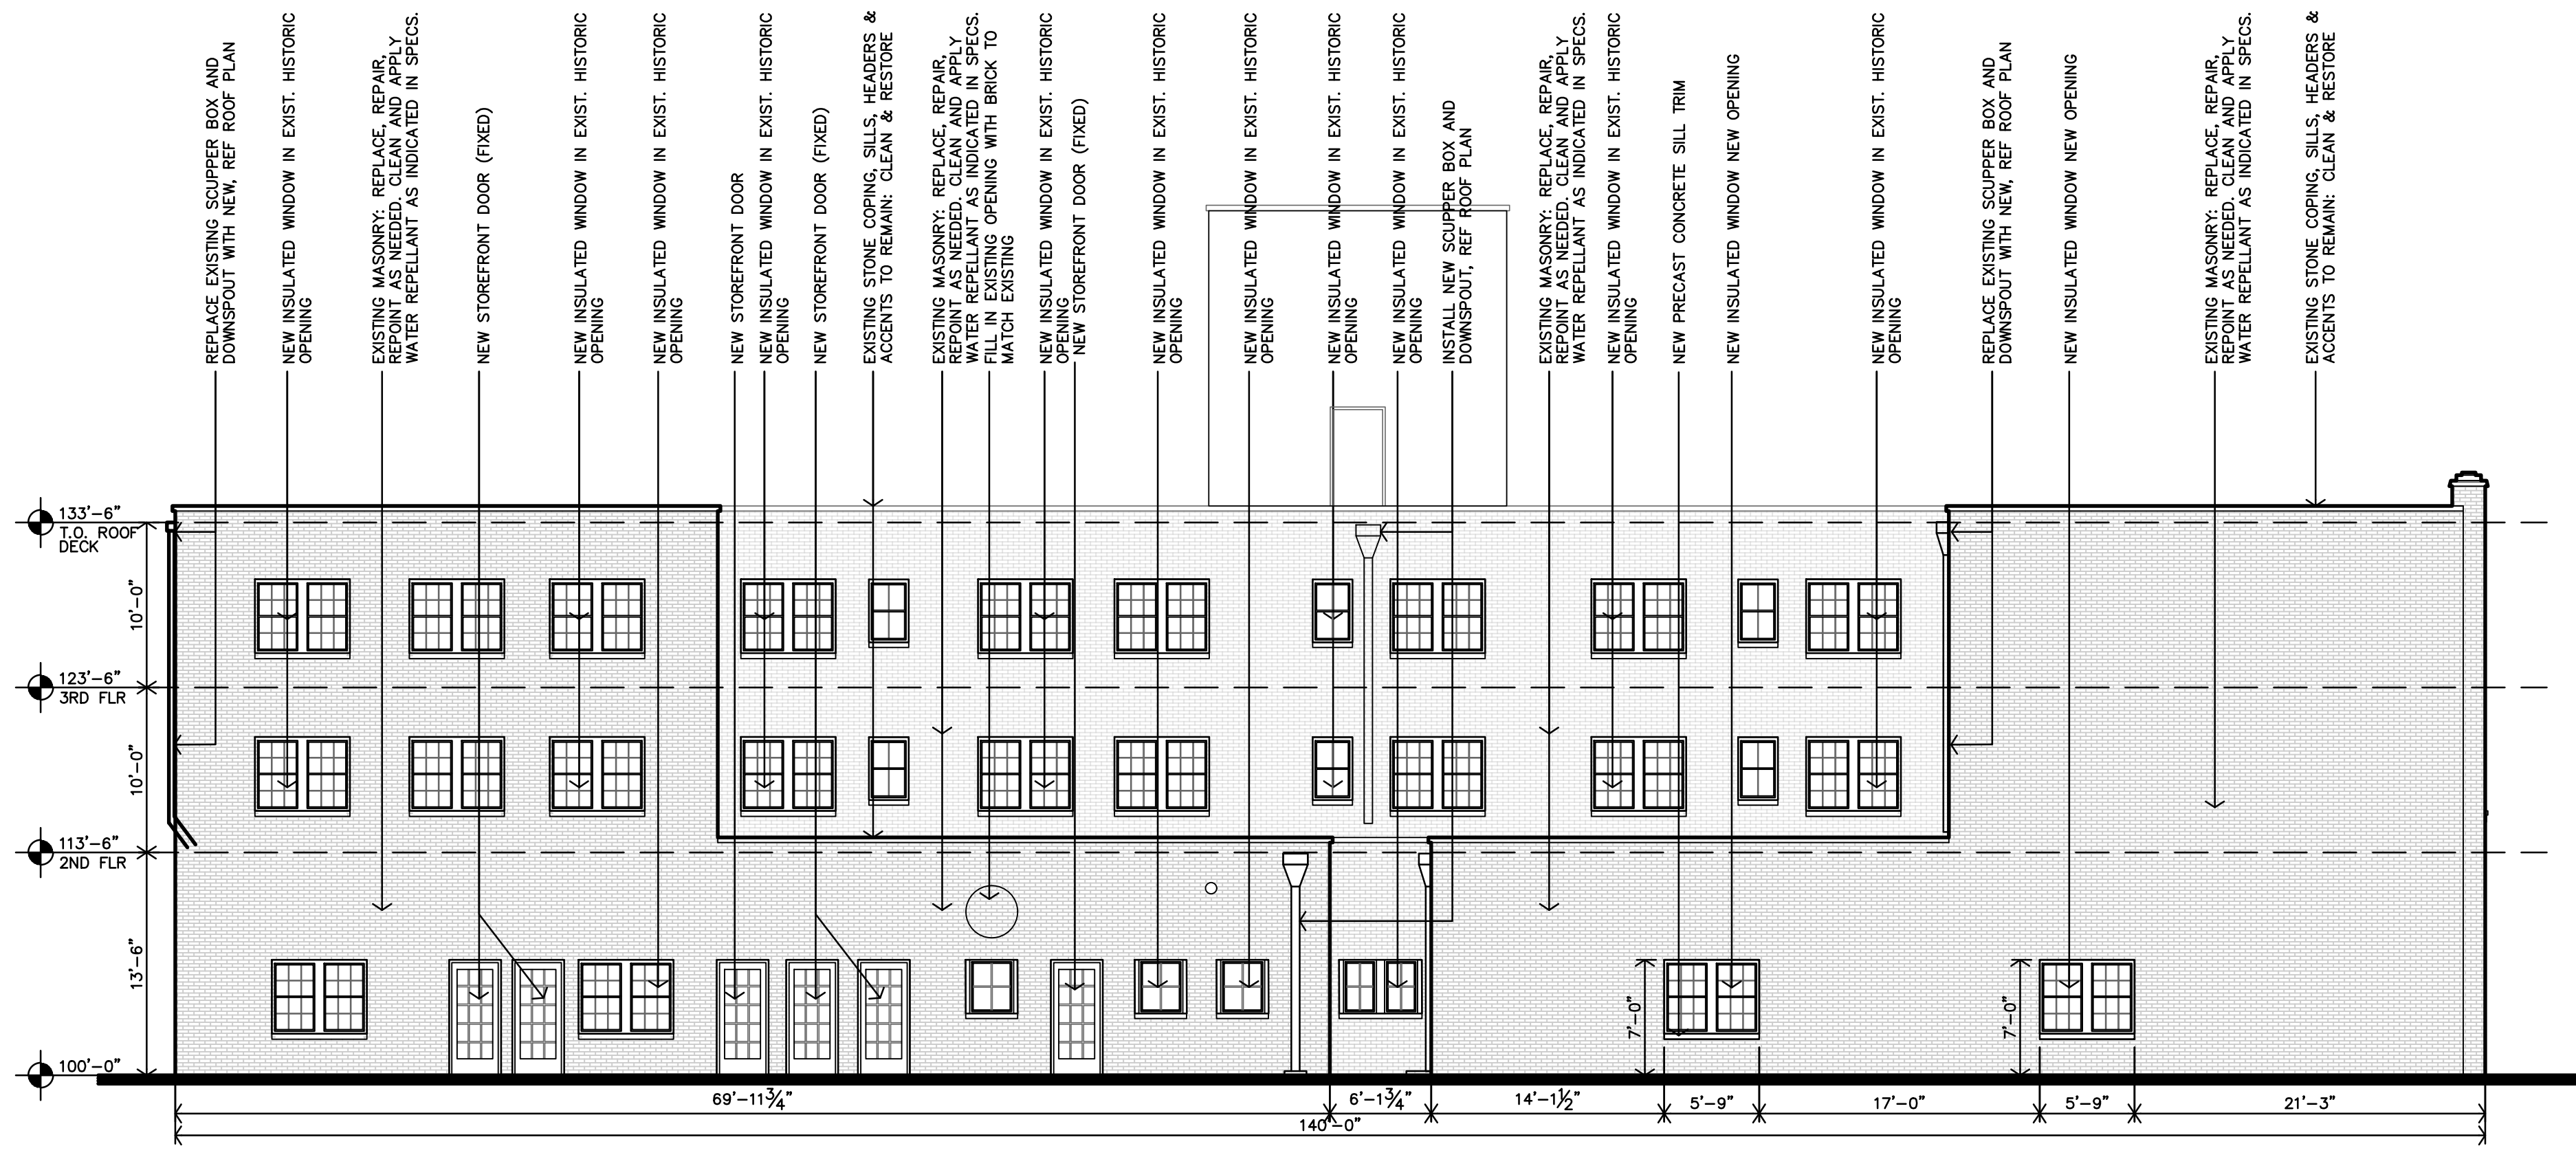 REPLACE EXISTING SCUPPER BOX AND
DOWNSPOUT WITH NEW, REF ROOF PLAN
NEW INSULATED WINDOW IN EXIST. HISTORIC
OPENING
EXISTING MASONRY: REPLACE, REPAIR,
REPOINT AS NEEDED. CLEAN AND APPLY
WATER REPELLANT AS INDICATED IN SPECS.
NEW STOREFRONT DOOR (FIXED)
NEW INSULATED WINDOW IN EXIST. HISTORIC
OPENING
NEW INSULATED WINDOW IN EXIST. HISTORIC
OPENING
NEW STOREFRONT DOOR
NEW INSULATED WINDOW IN EXIST. HISTORIC
OPENING
NEW STOREFRONT DOOR (FIXED)
EXISTING STONE COPING, SILLS, HEADERS &
ACCENTS TO REMAIN: CLEAN & RESTORE
EXISTING MASONRY: REPLACE, REPAIR,
REPOINT AS NEEDED. CLEAN AND APPLY
WATER REPELLANT AS INDICATED IN SPECS.
FILL IN EXISTING OPENING WITH BRICK TO
MATCH EXISTING
NEW INSULATED WINDOW IN EXIST. HISTORIC
OPENING
NEW STOREFRONT DOOR (FIXED)
NEW INSULATED WINDOW IN EXIST. HISTORIC
OPENING
NEW INSULATED WINDOW IN EXIST. HISTORIC
OPENING
NEW INSULATED WINDOW IN EXIST. HISTORIC
OPENING
NEW INSULATED WINDOW IN EXIST. HISTORIC
OPENING
INSTALL NEW SCUPPER BOX AND
DOWNSPOUT, REF ROOF PLAN
EXISTING MASONRY: REPLACE, REPAIR,
REPOINT AS NEEDED. CLEAN AND APPLY
WATER REPELLANT AS INDICATED IN SPECS.
NEW INSULATED WINDOW IN EXIST. HISTORIC
OPENING
NEW PRECAST CONCRETE SILL TRIM
NEW INSULATED WINDOW NEW OPENING
NEW INSULATED WINDOW IN EXIST. HISTORIC
OPENING
REPLACE EXISTING SCUPPER BOX AND
DOWNSPOUT WITH NEW, REF ROOF PLAN
NEW INSULATED WINDOW NEW OPENING
EXISTING MASONRY: REPLACE, REPAIR,
REPOINT AS NEEDED. CLEAN AND APPLY
WATER REPELLANT AS INDICATED IN SPECS.
EXISTING STONE COPING, SILLS, HEADERS &
ACCENTS TO REMAIN: CLEAN & RESTORE
133'-6"
T.O. ROOF
DECK
10'-0"
123'-6"
3RD FLR
10'-0"
113'-6"
2ND FLR
13'-6"
100'-0"
7'-0"
7'-0"
69'-11¾"
6'-1¾"
14'-1½"
5'-9"
17'-0"
5'-9"
21'-3"
140'-0"